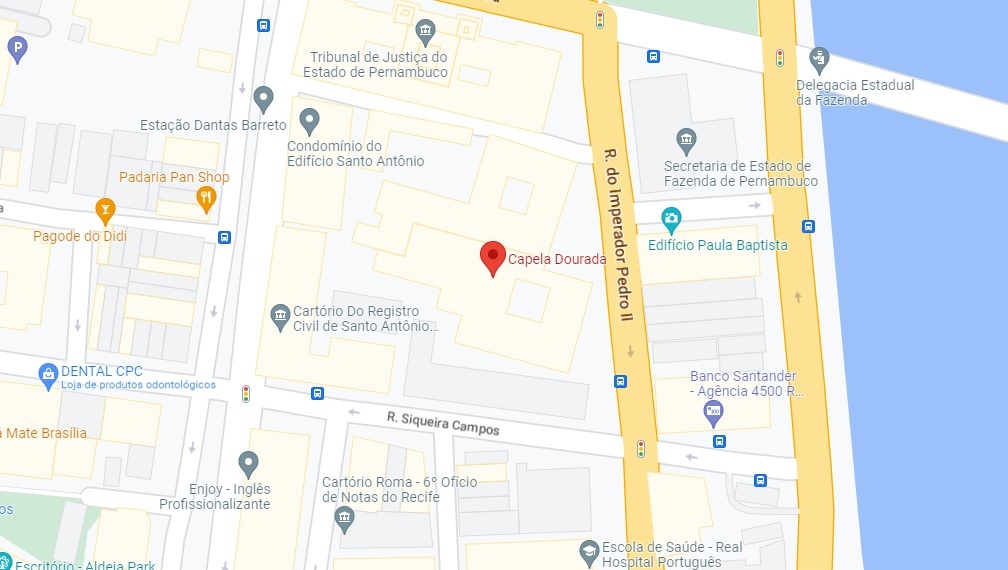 P
Tribunal de Justiça do
Estado de Pernambuco
Delegacia Estadual
da Fazenda
Estação Dantas Barreto
Condomínio do
Edifício Santo Antônio
Secretaria de Estado de
Fazenda de Pernambuco
Padaria Pan Shop
Pagode do Didi
R. do Imperador Pedro II
Edifício Paula Baptista
Capela Dourada
Cartório Do Registro
Civil de Santo Antônio...
DENTAL CPC
Loja de produtos odontológicos
Banco Santander
- Agência 4500 R...
R. Siqueira Campos
Mate Brasília
Enjoy - Inglês
Profissionalizante
Cartório Roma - 6º Ofício
de Notas do Recife
os
Escola de Saúde - Real
Hospital Português
Escritório - Aldeia Park